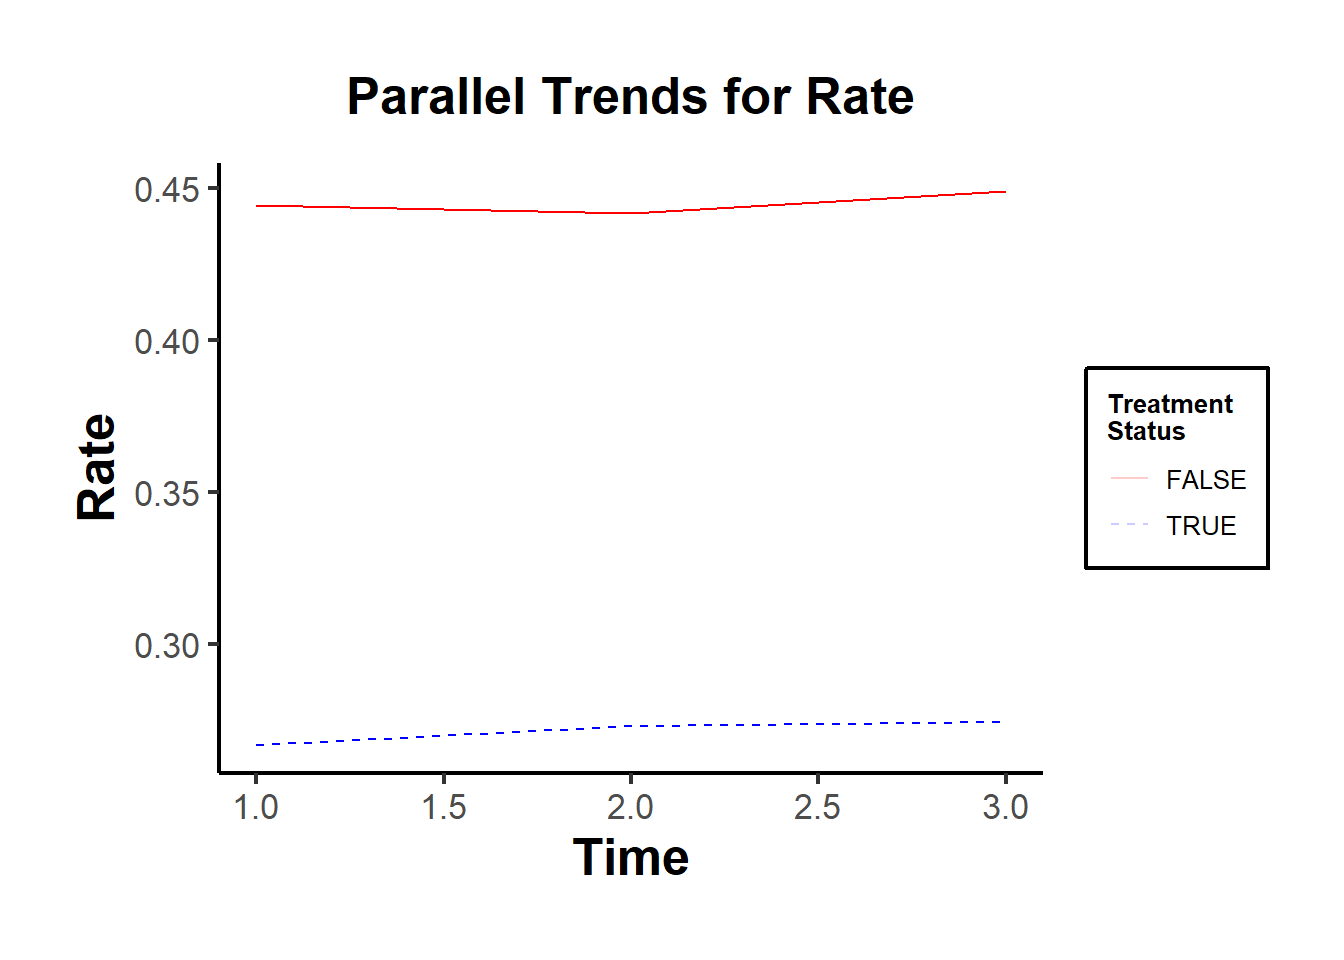 Parallel Trends for Rate
0.45
0.40
0.35
0.30
Rate
1.0 1.5 2.0 2.5 3.0
Time
Treatment
Status
FALSE
TRUE